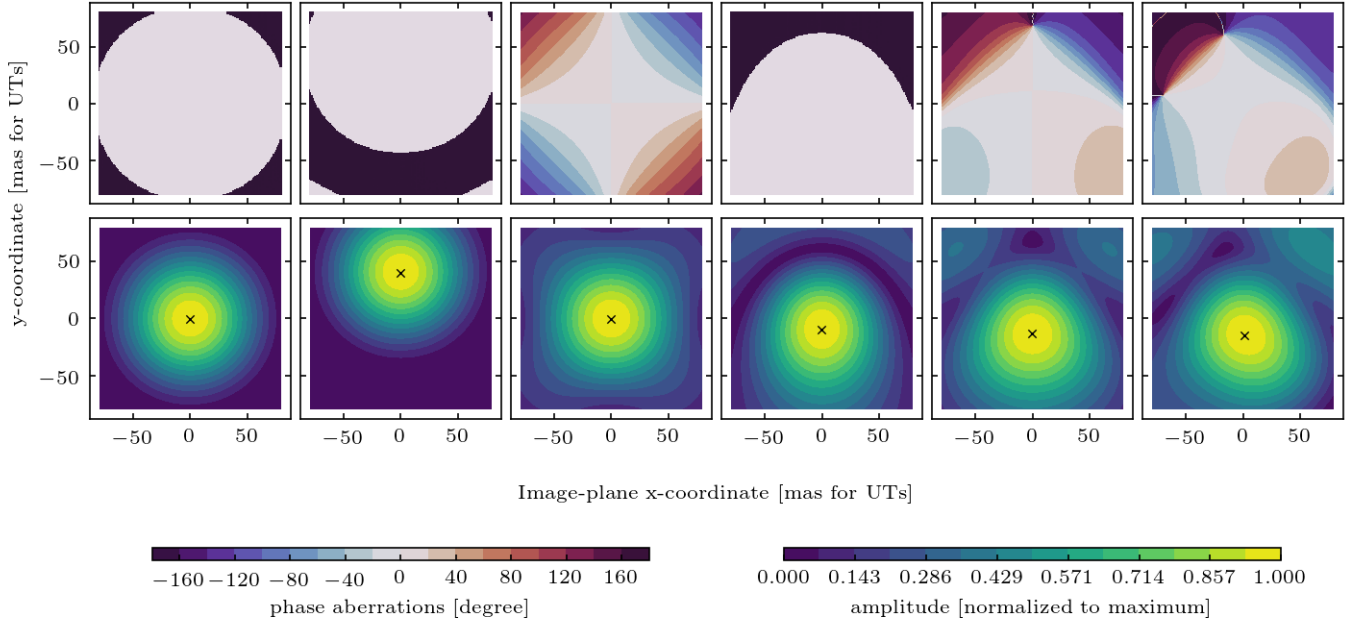 y-coordinate [mas for UTs]
50
0
−50
50
0
−50
−50 0 50 −50 0 50 −50 0 50 −50 0 50 −50 0 50 −50 0 50
Image-plane x-coordinate [mas for UTs]
−160 −120 −80 −40 0 40 80 120 160
phase aberrations [degree]
0.000 0.143 0.286 0.429 0.571 0.714 0.857 1.000
amplitude [normalized to maximum]